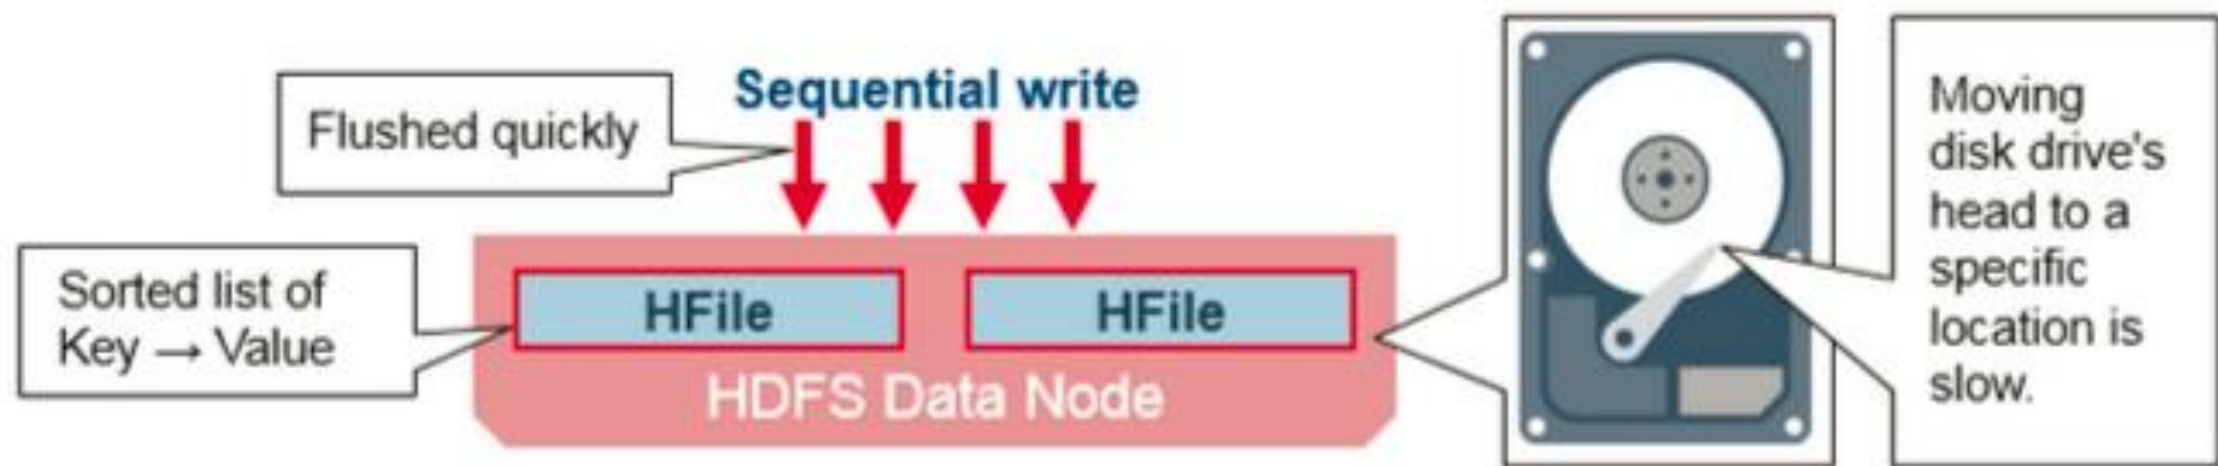 Sequential write
Flushed quickly
Sorted list of
Key → Value
HFile
HFile
HDFS Data Node
Moving
disk drive's
head to a
specific
location is
slow.